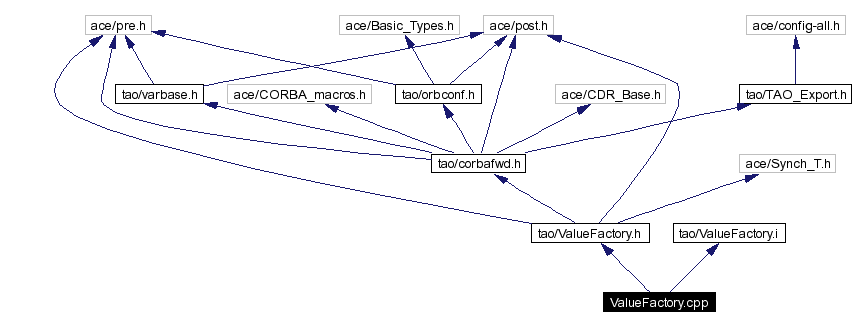 ace/pre.h
ace/Basic_Types.h
ace/post.h
ace/config-all.h
tao/varbase.h
ace/CORBA_macros.h
tao/orbconf.h
ace/CDR_Base.h
tao/TAO_Export.h
tao/corbafwd.h
ace/Synch_T.h
tao/ValueFactory.h
tao/ValueFactory.i
ValueFactory.cpp